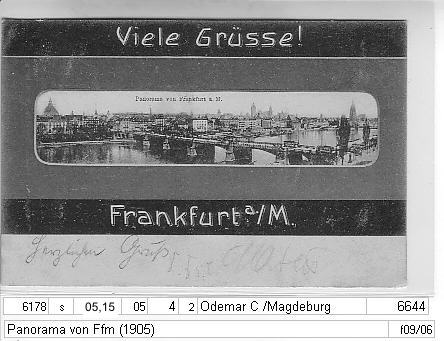 Viele Grüsse!
Panorama von Frankfurt a. M.
Frankfurt a/M.
Herzlichen Gruß
6178 s 05,15 05 4 2 Odemar C /Magdeburg 6644
Panorama von Ffm (1905) f09/06